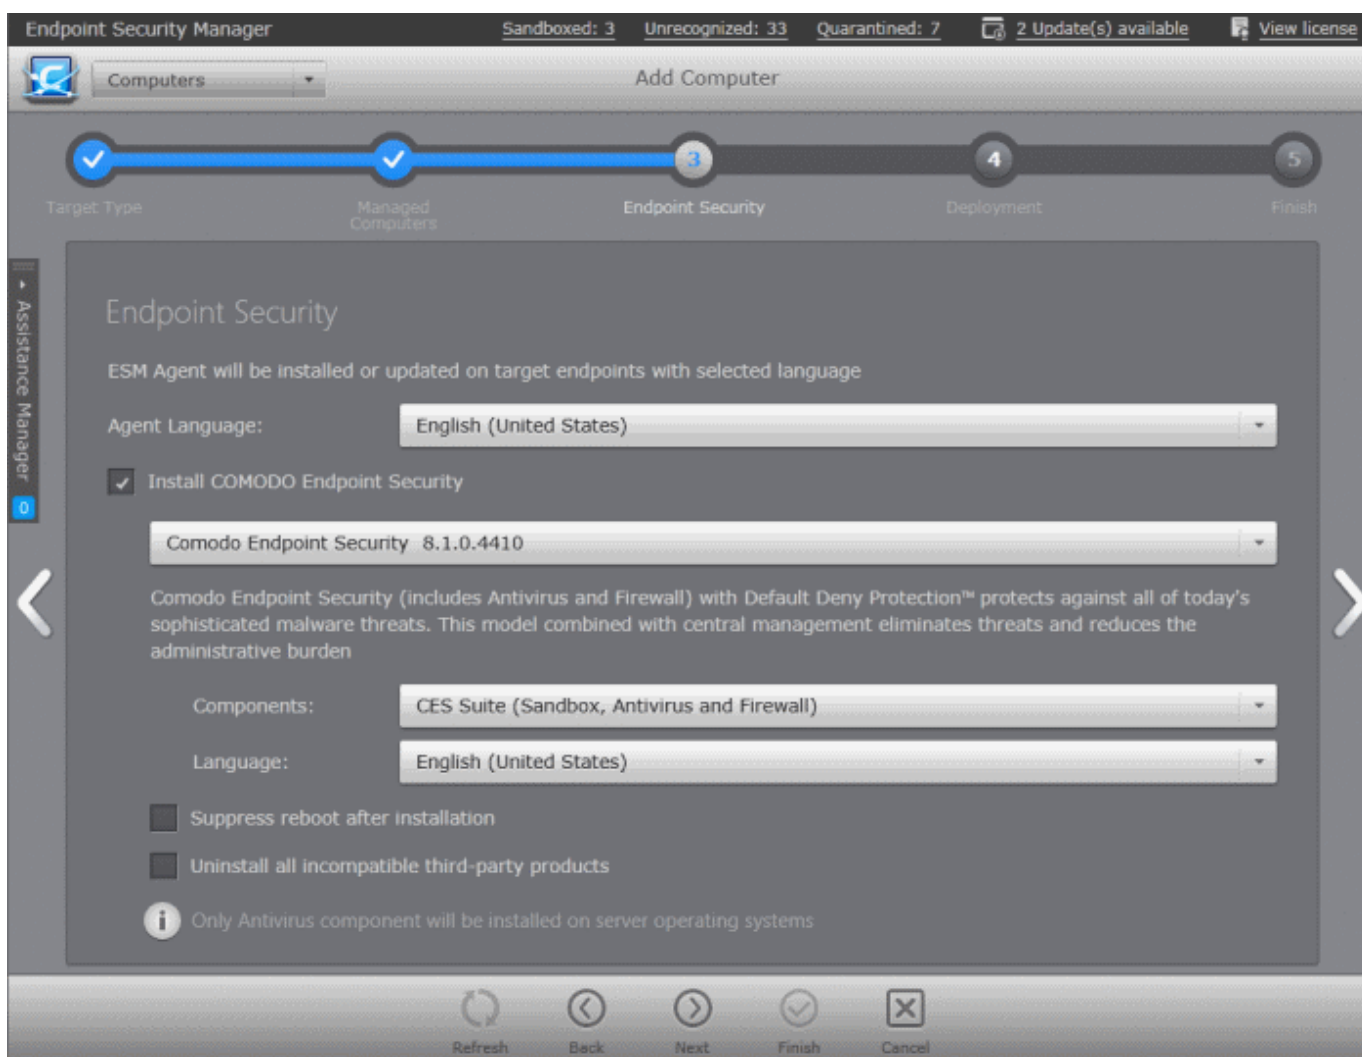 Endpoint Security Manager Sandboxed: 3 Unrecognized: 33 Quarantined: 7 2 Update(s) available View license
Computers Add Computer
3 4 5
Target Type Managed Computers Endpoint Security Deployment Finish
Assistance Manager 0
Endpoint Security
ESM Agent will be installed or updated on target endpoints with selected language
Agent Language: English (United States)
Install COMODO Endpoint Security
Comodo Endpoint Security 8.1.0.4410
Comodo Endpoint Security (includes Antivirus and Firewall) with Default Deny Protection™ protects against all of today's
sophisticated malware threats. This model combined with central management eliminates threats and reduces the
administrative burden
Components: CES Suite (Sandbox, Antivirus and Firewall)
Language: English (United States)
Suppress reboot after installation
Uninstall all incompatible third-party products
i Only Antivirus component will be installed on server operating systems
Refresh Back Next Finish Cancel